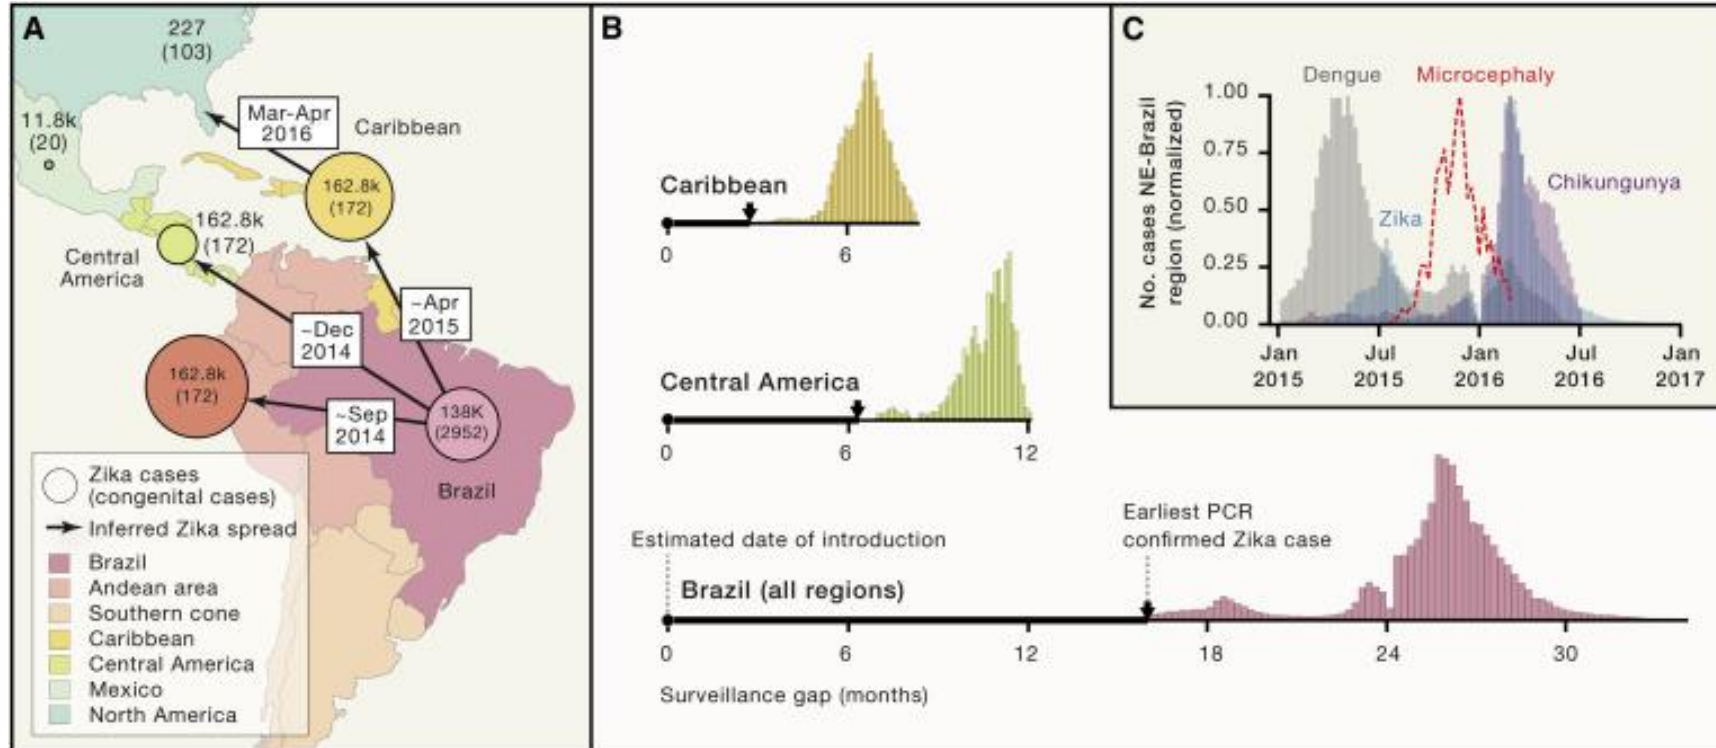 A
227
(103)
11.8k
(20)
Mar-Apr
2016
Caribbean
162.8k
(172)
162.8k
(172)
Central
America
~Apr
2015
~Dec
2014
162.8k
(172)
~Sep
2014
138K
(2952)
Brazil
Zika cases
(congenital cases)
Inferred Zika spread
Brazil
Andean area
Southern cone
Caribbean
Central America
Mexico
North America
B
Caribbean
0 6
Central America
0 6 12
Estimated date of introduction
Earliest PCR
confirmed Zika case
Brazil (all regions)
0 6 12 18 24 30
Surveillance gap (months)
C
Dengue Microcephaly
Chikungunya
Zika
No. cases NE-Brazil
region (normalized)
1.00
0.75
0.50
0.25
0.00
Jan Jul Jan Jul Jan
2015 2015 2016 2016 2017